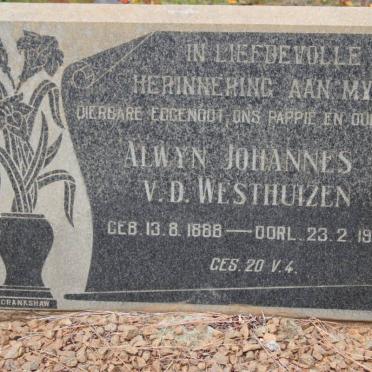 IN LIEFDEVOLLE
HERINNERING AAN MY
DIERBARE EGGENOOT, ONS PAPPIE EN OU
ALWYN JOHANNES
V.D. WESTHUIZEN
GEB. 13.8.1888 — OORL. 23.2.19
GES. 20 V.4.
CRANKSHAW